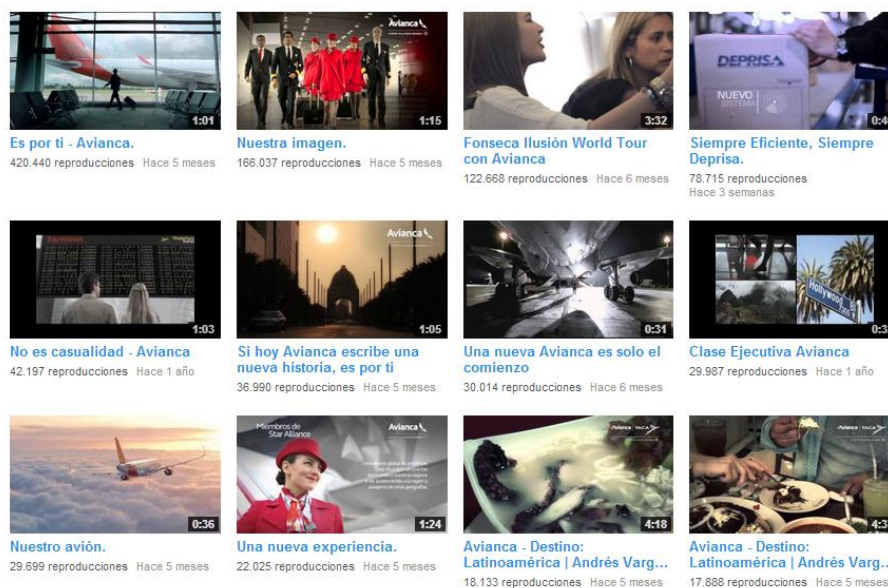 Avianca
DEPRISA
NUEVO
SISTEMA
1:01
1:15
3:32
Es por ti - Avianca.
Nuestra imagen.
Fonseca Ilusión World Tour
con Avianca
Siempre Eficiente, Siempre
Deprisa.
420.440 reproducciones Hace 5 meses
166.037 reproducciones Hace 5 meses
122.668 reproducciones Hace 6 meses
78.715 reproducciones
Hace 3 semanas
Terminal
Avianca
Hollywood
1:03
1:05
0:31
No es casualidad - Avianca
Si hoy Avianca escribe una
nueva historia, es por ti
Una nueva Avianca es solo el
comienzo
Clase Ejecutiva Avianca
42.197 reproducciones Hace 1 año
36.990 reproducciones Hace 5 meses
30.014 reproducciones Hace 6 meses
29.987 reproducciones Hace 1 año
Miembros de
Star Alliance
Avianca
Avianca TACA
Avianca TACA
0:36
1:24
4:18
Nuestro avión.
Una nueva experiencia.
Avianca - Destino:
Latinoamérica | Andrés Varg...
Avianca - Destino:
Latinoamérica | Andrés Varg...
29.699 reproducciones Hace 5 meses
22.025 reproducciones Hace 5 meses
18.133 reproducciones Hace 5 meses
17.888 reproducciones Hace 5 meses